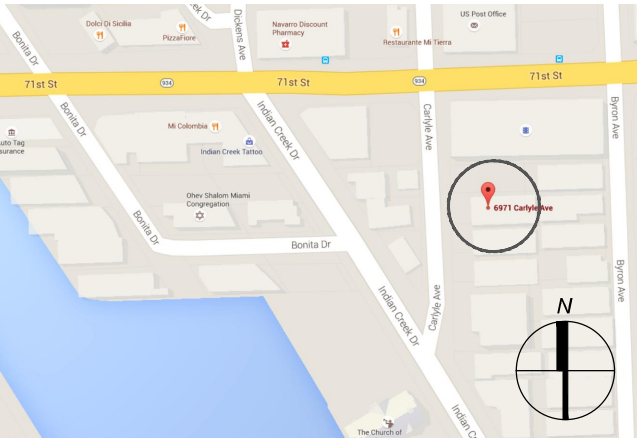 ek Dr
Dolci Di Sicilia
PizzaFiore
Dickens Ave
Navarro Discount
Pharmacy
Restaurante Mi Tierra
US Post Office
Bonita Dr
71st St
934
71st St
934
71st St
Bonita Dr
Mi Colombia
Indian Creek Tattoo
Indian Creek Dr
Carlyle Ave
Byron Ave
uto Tag
surance
Ohev Shalom Miami
Congregation
6971 Carlyle Ave
Bonita Dr
Bonita Dr
Indian Creek Dr
Carlyle Ave
Byron Ave
N
Indian C
The Church of